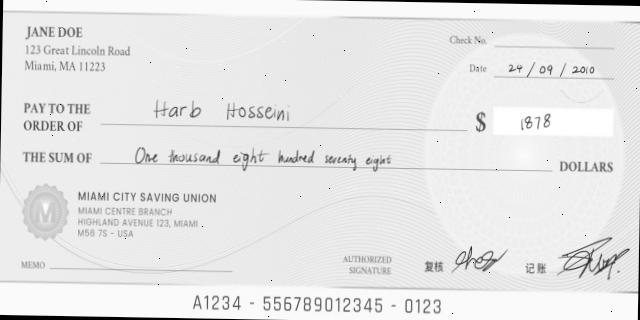 JANE DOE
123 Great Lincoln Road
Miami, MA 11223
Check No.
Date 24 / 09 / 2010
PAY TO THE
ORDER OF Harb Hosseini
$ 1878
THE SUM OF One thousand eight hundred seventy eight DOLLARS
MIAMI CITY SAVING UNION
MIAMI CENTRE BRANCH
HIGHLAND AVENUE 123, MIAMI
M56 7S - USA
M
MEMO
AUTHORIZED
SIGNATURE
复核
记账
A1234 - 556789012345 - 0123